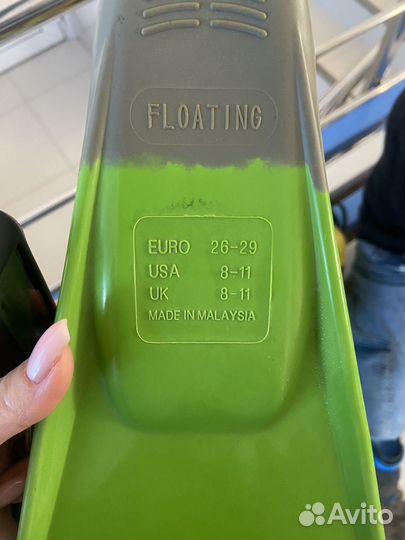 FLOATING
EURO 26-29
USA 8-11
UK 8-11
MADE IN MALAYSIA
Avito